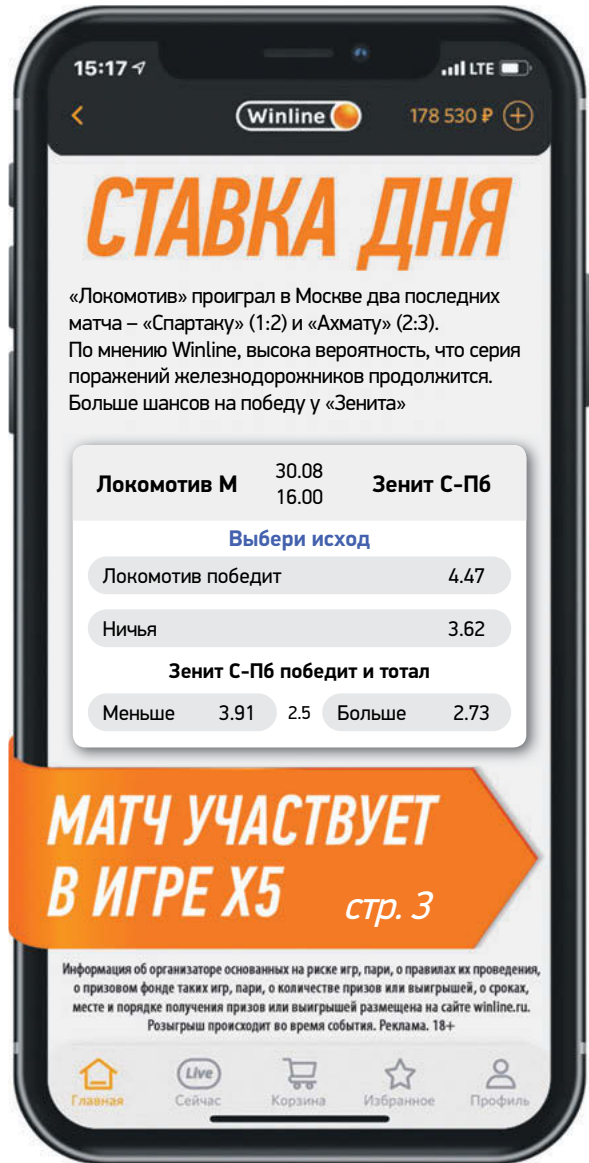 15:17 LTE
Winline 178 530 ₽
СТАВКА ДНЯ
«Локомотив» проиграл в Москве два последних
матча – «Спартаку» (1:2) и «Ахмату» (2:3).
По мнению Winline, высока вероятность, что серия
поражений железнодорожников продолжится.
Больше шансов на победу у «Зенита»
Локомотив М 30.08 Зенит С-Пб
16.00
Выбери исход
Локомотив победит 4.47
Ничья 3.62
Зенит С-Пб победит и тотал
Меньше 3.91 2.5 Больше 2.73
МАТЧ УЧАСТВУЕТ
В ИГРЕ Х5 стр. 3
Информация об организаторе основанных на риске игр, пари, о правилах их проведения,
о призовом фонде таких игр, пари, о количестве призов или выигрышей, о сроках,
месте и порядке получения призов или выигрышей размещена на сайте winline.ru.
Розыгрыш происходит во время события. Реклама. 18+
Live
Главная Сейчас Корзина Избранное Профиль